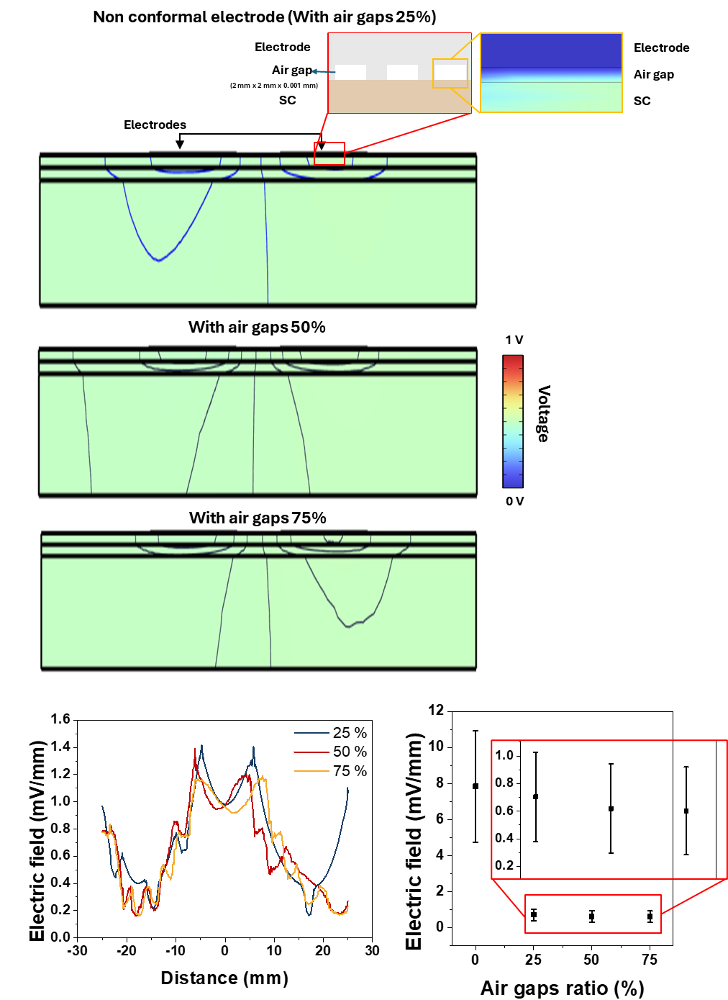 Non conformal electrode (With air gaps 25%)
Electrode
Air gap
(2 mm x 2 mm x 0.001 mm)
SC
Electrode
Air gap
SC
Electrodes
With air gaps 50%
1 V
Voltage
0 V
With air gaps 75%
1.6
1.4
1.2
1.0
0.8
0.6
0.4
0.2
0.0
-30
-20
-10
0
10
20
30
Electric field (mV/mm)
Distance (mm)
25 %
50 %
75 %
12
10
8
6
4
2
0
0
25
50
75
Electric field (mV/mm)
Air gaps ratio (%)
1.0
0.8
0.6
0.4
0.2